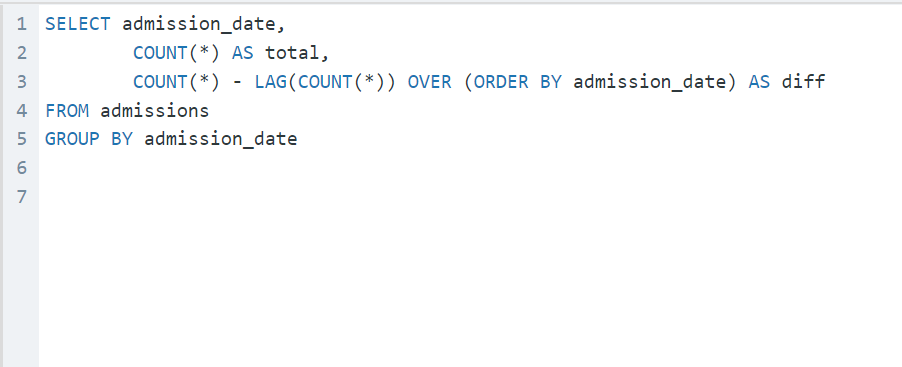 1 SELECT admission_date,
2 COUNT(*) AS total,
3 COUNT(*) - LAG(COUNT(*)) OVER (ORDER BY admission_date) AS diff
4 FROM admissions
5 GROUP BY admission_date
6
7